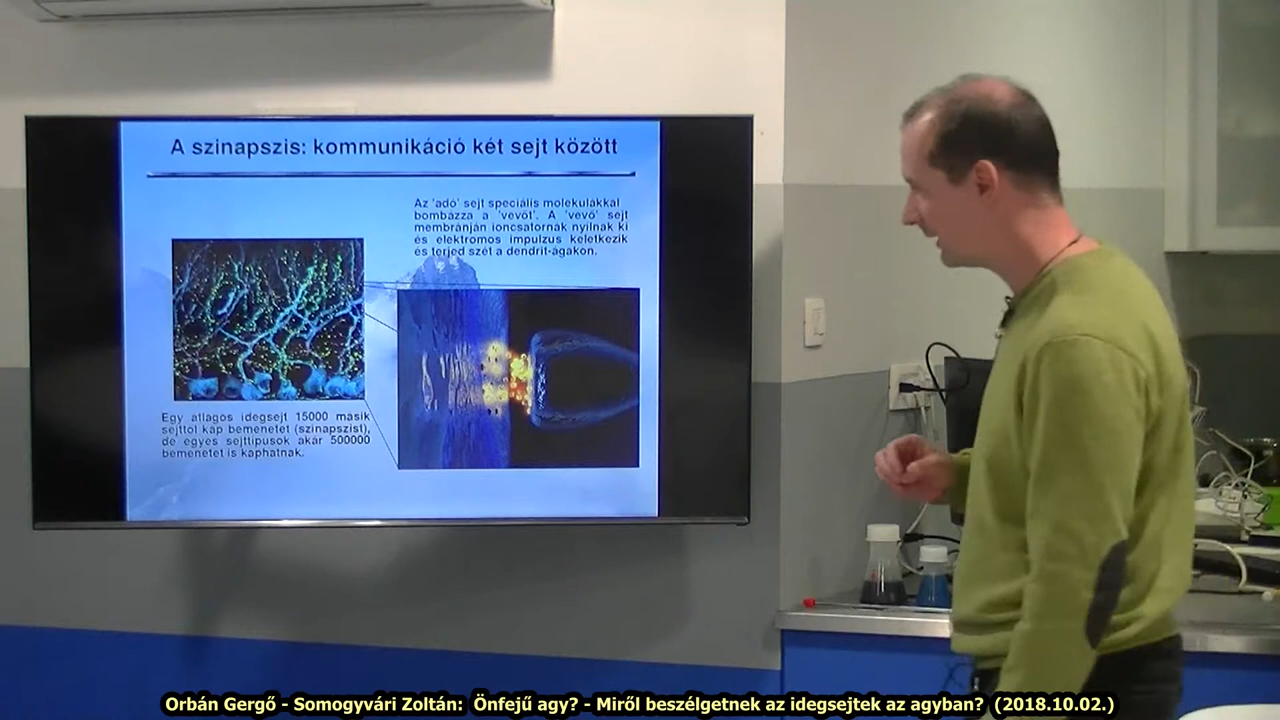 A szinapszis: kommunikáció két sejt között
Az 'adó' sejt speciális molekulákkal
bombázza a 'vevőt'. A 'vevő' sejt
membránján ioncsatornák nyílnak ki
és elektromos impulzus keletkezik
és terjed szét a dendrit-ágakon.
Egy átlagos idegsejt 15000 másik
sejttől kap bemenetet (szinapszist),
de egyes sejttípusok akár 500000
bemenetet is kaphatnak.
Orbán Gergő - Somogyvári Zoltán: Önfejű agy? - Miről beszélgetnek az idegsejtek az agyban? (2018.10.02.)